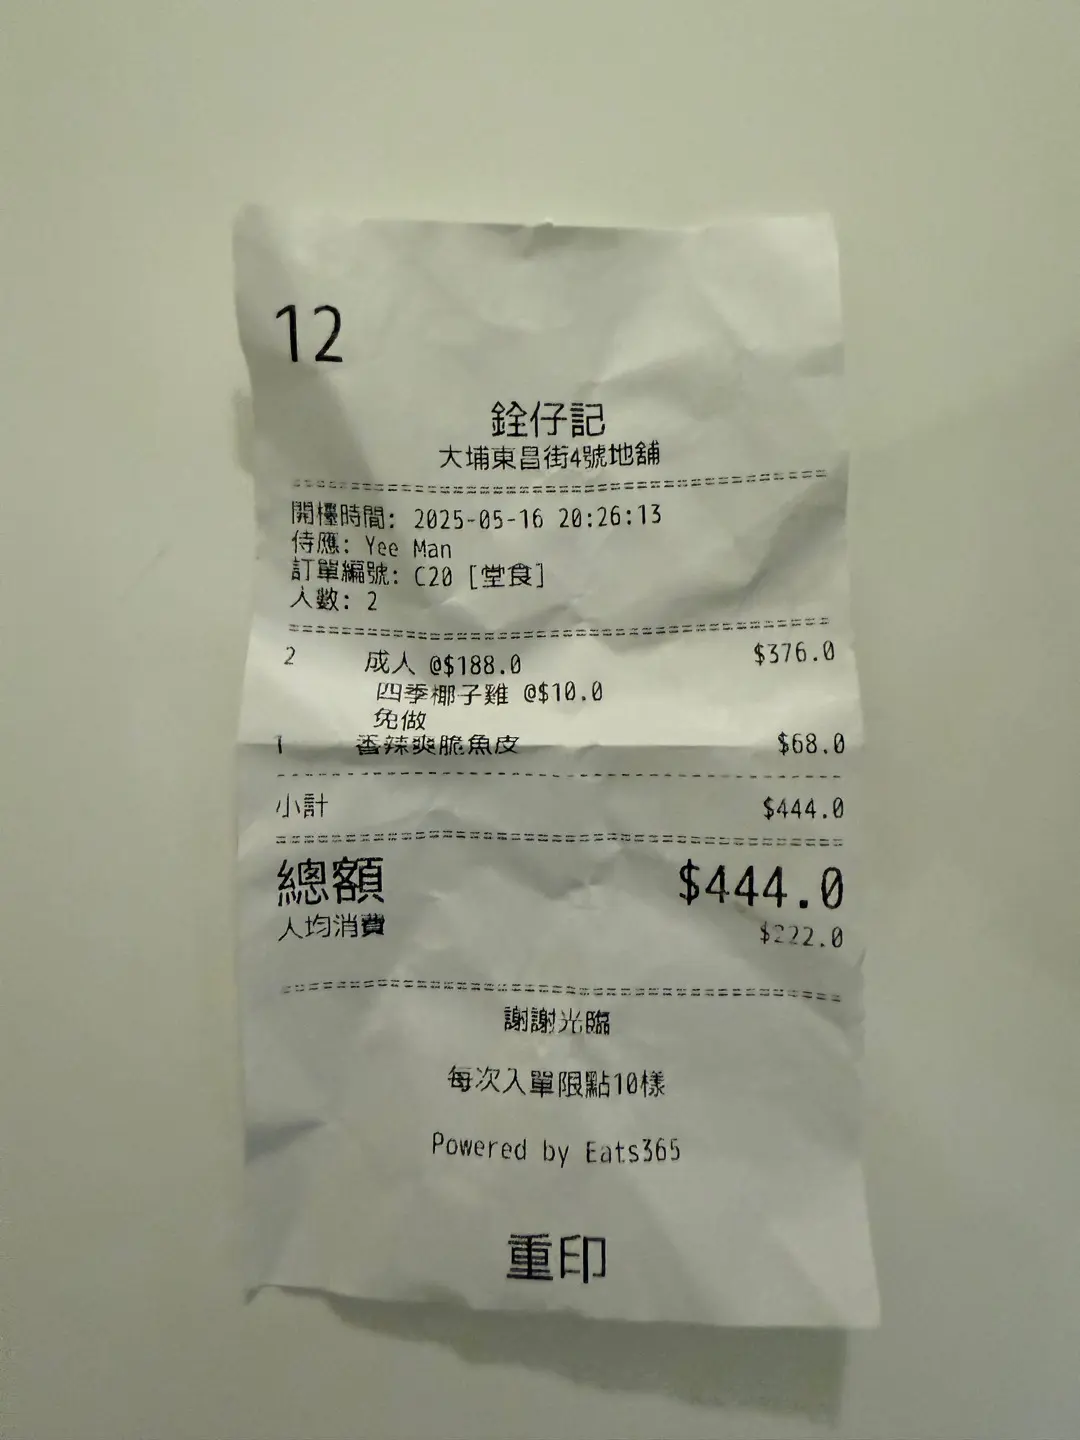 12
銓仔記
大埔東昌街4號地舖
開檯時間: 2025-05-16 20:26:13
侍應: Yee Man
訂單編號: C20 [堂食]
人數: 2
2 成人 @$188.0 $376.0
四季椰子雞 @$10.0
免做
1 香辣爽脆魚皮 $68.0
小計 $444.0
總額 $444.0
人均消費 $222.0
謝謝光臨
每次入單限點10樣
Powered by Eats365
重印